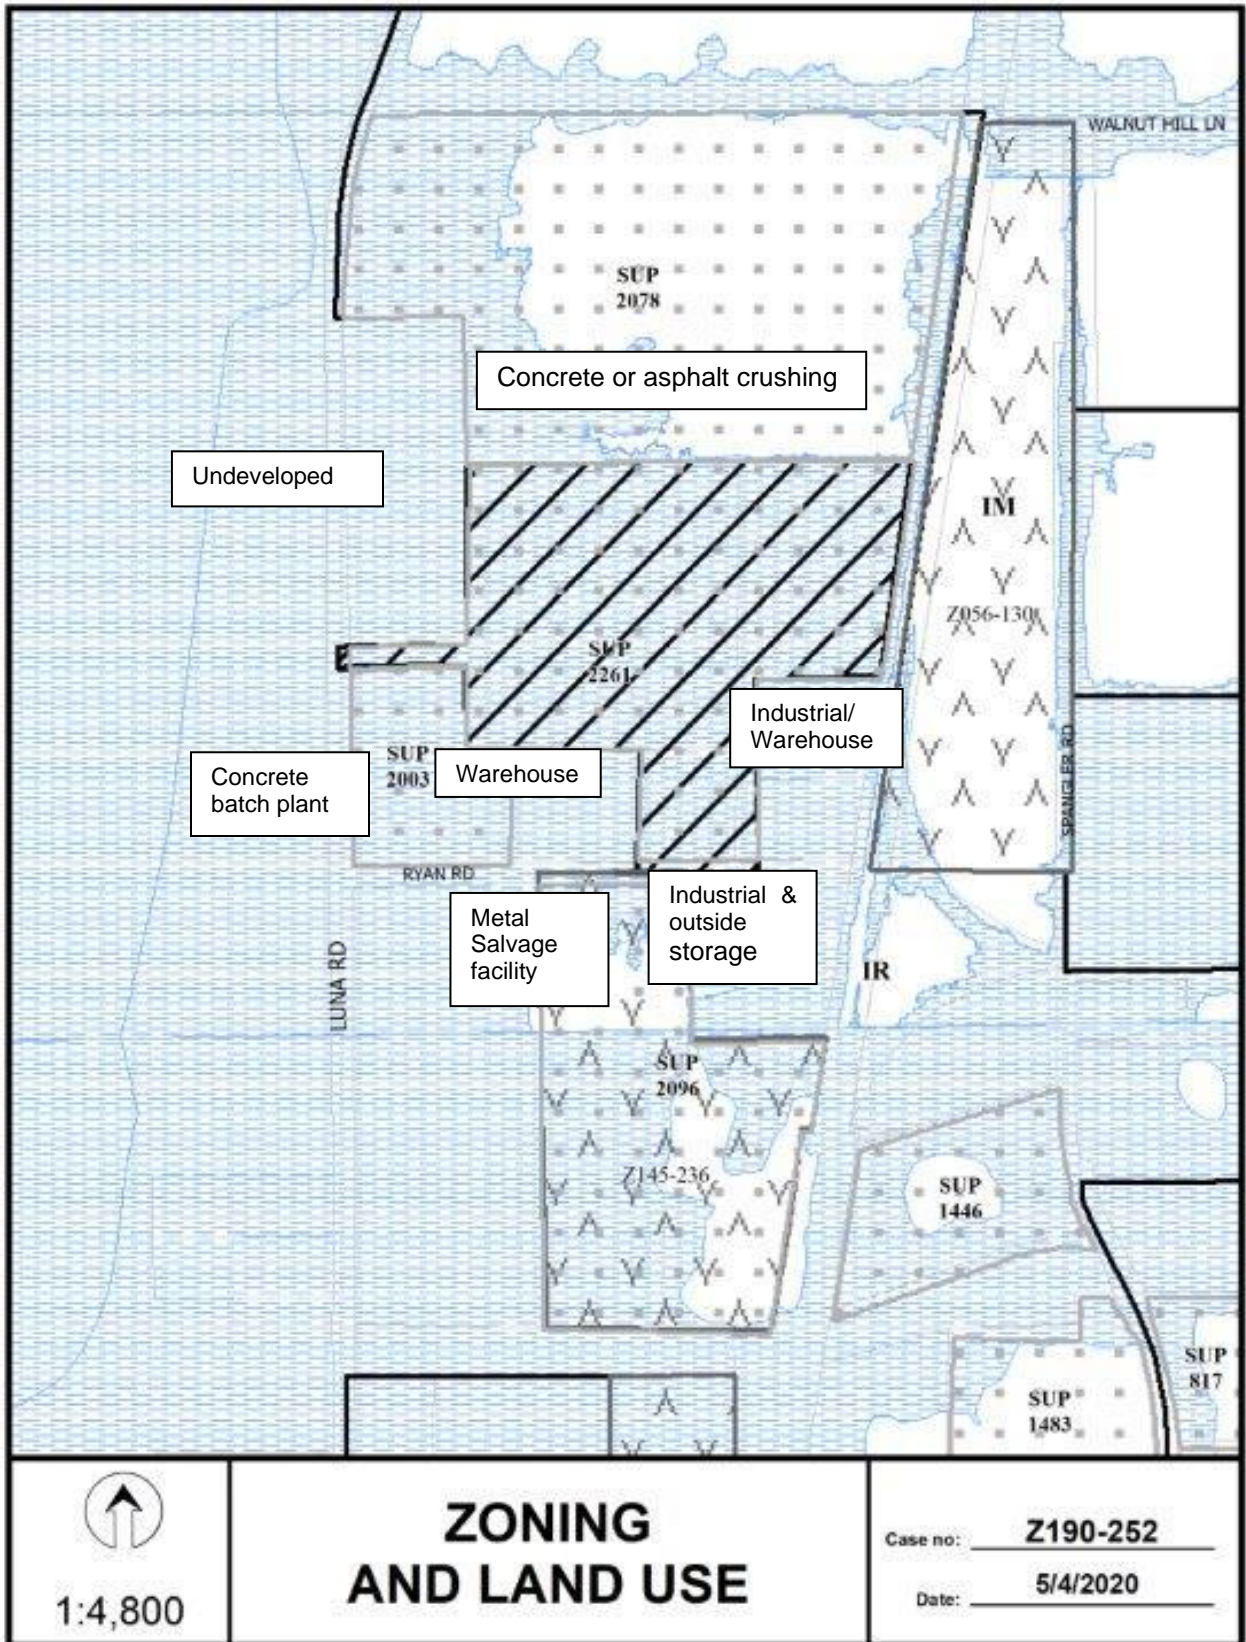 WALNUT HILL LN
SUP
2078
Concrete or asphalt crushing
Undeveloped
IM
Z056-130
SUP
2261
Industrial/
Warehouse
SUP
2003
Warehouse
Concrete
batch plant
SPANGLER RD
RYAN RD
Metal
Salvage
facility
Industrial &
outside
storage
LUNA RD
IR
SUP
2096
Z145-236
SUP
1446
SUP
817
SUP
1483
1:4,800
ZONING
AND LAND USE
Case no: Z190-252
Date: 5/4/2020